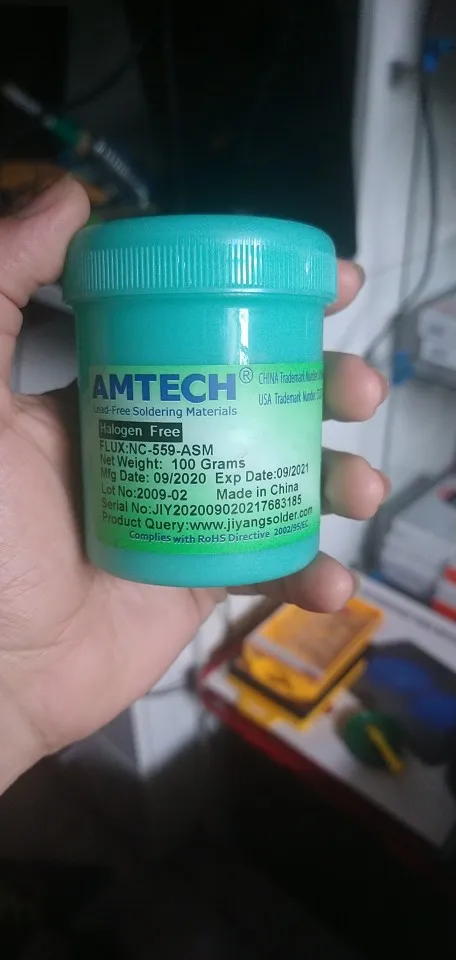 AMTECH®
CHINA Trademark Number
USA Trademark Number:
Lead-Free Soldering Materials
Halogen Free
FLUX:NC-559-ASM
Net Weight: 100 Grams
Mfg Date: 09/2020 Exp Date:09/2021
Lot No:2009-02 Made in China
Serial No:JIY202009020217683185
Product Query:www.jiyangsolder.com
Complies with RoHS Directive 2002/95/EC